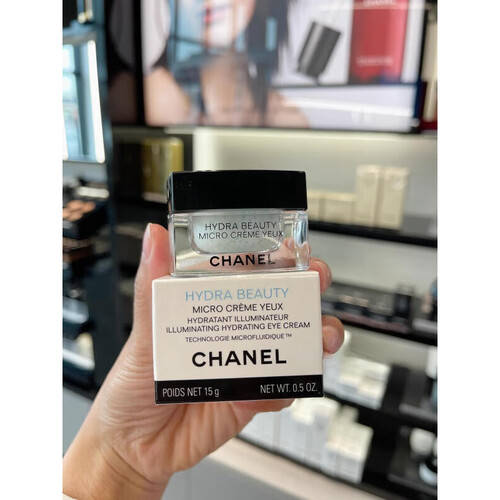 HYDRA BEAUTY
MICRO CRÈME YEUX
CHANEL
HYDRA BEAUTY
MICRO CRÈME YEUX
HYDRATANT ILLUMINATEUR
ILLUMINATING HYDRATING EYE CREAM
TECHNOLOGIE MICROFLUIDIQUE™
CHANEL
POIDS NET 15 g NET WT. 0.5 OZ.